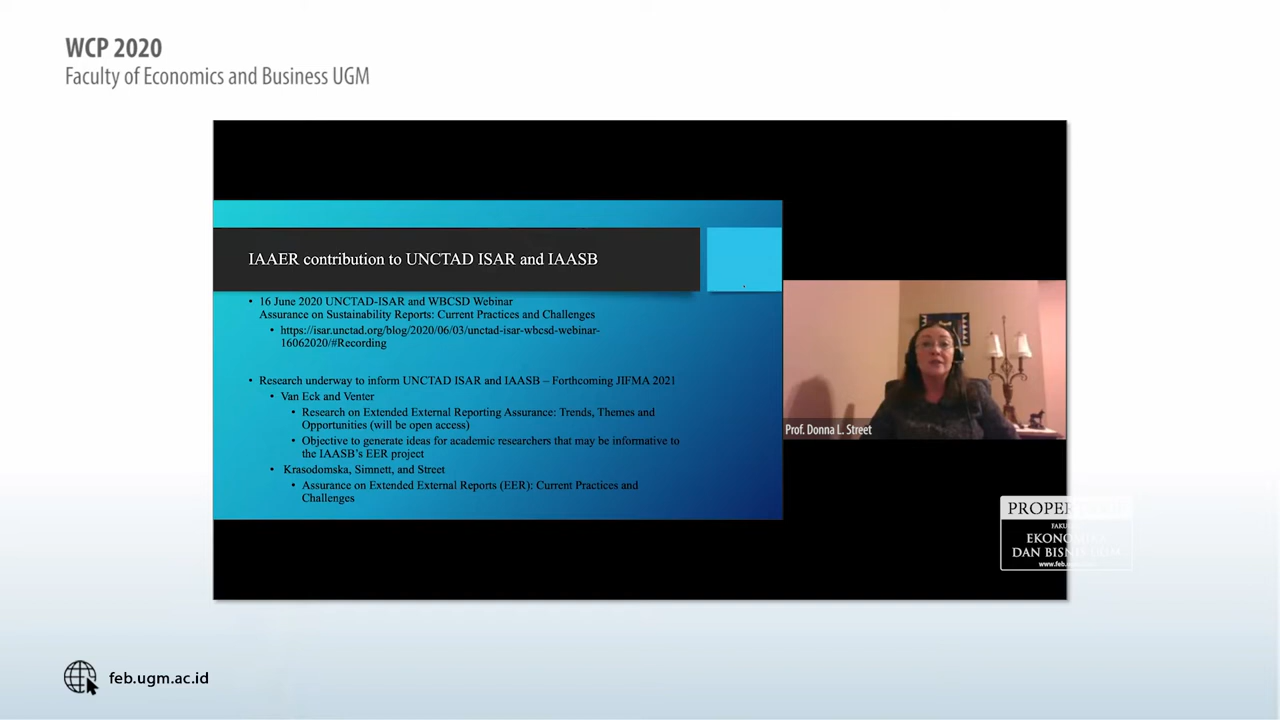 WCP 2020
Faculty of Economics and Business UGM
IAAER contribution to UNCTAD ISAR and IAASB
• 16 June 2020 UNCTAD-ISAR and WBCSD Webinar
Assurance on Sustainability Reports: Current Practices and Challenges
• https://isar.unctad.org/blog/2020/06/03/unctad-isar-wbcsd-webinar-
16062020/#Recording
• Research underway to inform UNCTAD ISAR and IAASB – Forthcoming JIFMA 2021
• Van Eck and Venter
• Research on Extended External Reporting Assurance: Trends, Themes and
Opportunities (will be open access)
• Objective to generate ideas for academic researchers that may be informative to
the IAASB's EER project
• Krasodomska, Simnett, and Street
• Assurance on Extended External Reports (EER): Current Practices and
Challenges
Prof. Donna L. Street
DAN BISNIS
feb.ugm.ac.id